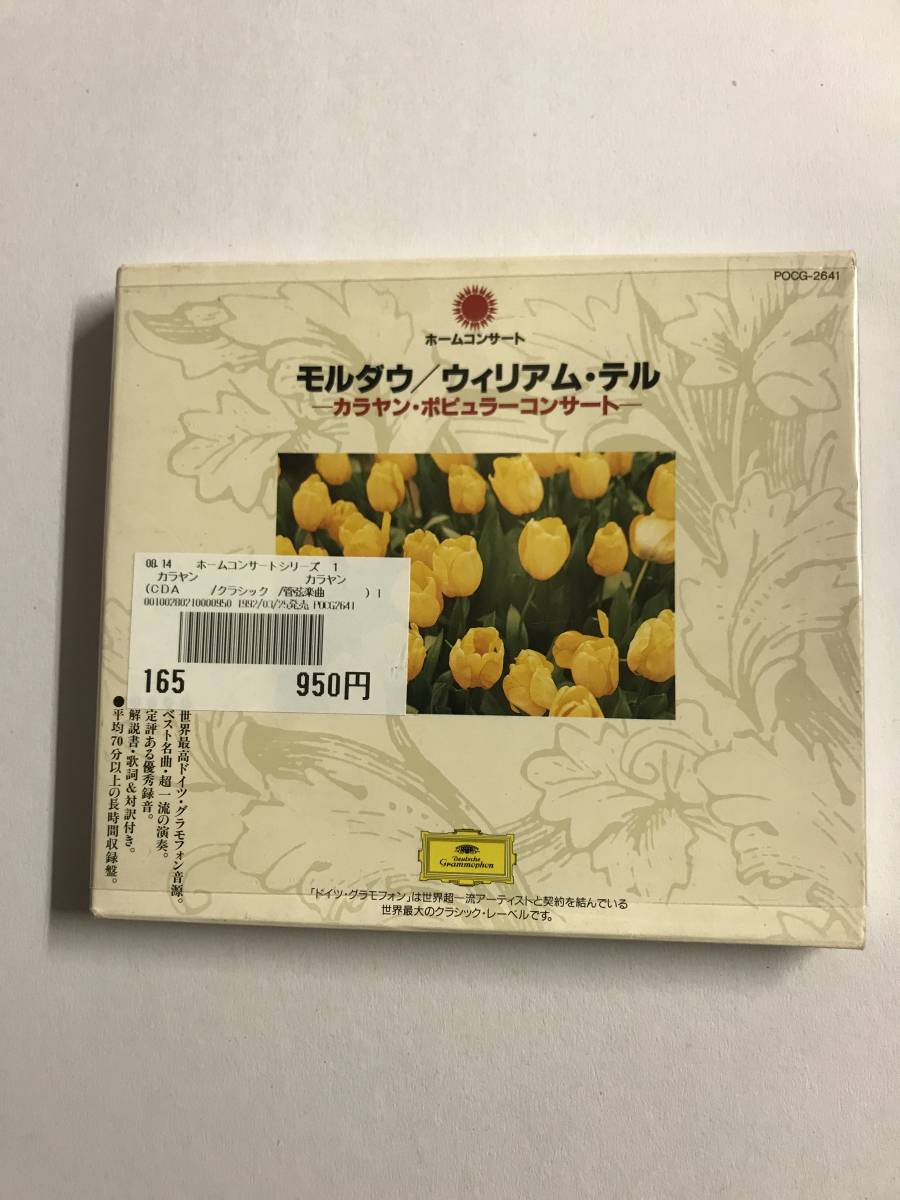 POCG-2641
ホームコンサート
モルダウ/ウィリアム・テル
—カラヤン・ポピュラーコンサート—
08.14 ホームコンサートシリーズ 1
カラヤン カラヤン
(CDA /クラシック /管弦楽曲 )1
00100280210000950 1992/03/25発売 POCG2641
165 950円
世界最高ドイツ・グラモフォン音源。
ベスト名曲・超一流の演奏。
定評ある優秀録音。
解説書・歌詞&対訳付き。
●平均70分以上の長時間収録盤。
Deutsche
Grammophon
「ドイツ・グラモフォン」は世界超一流アーティストと契約を結んでいる
世界最大のクラシック・レーベルです。